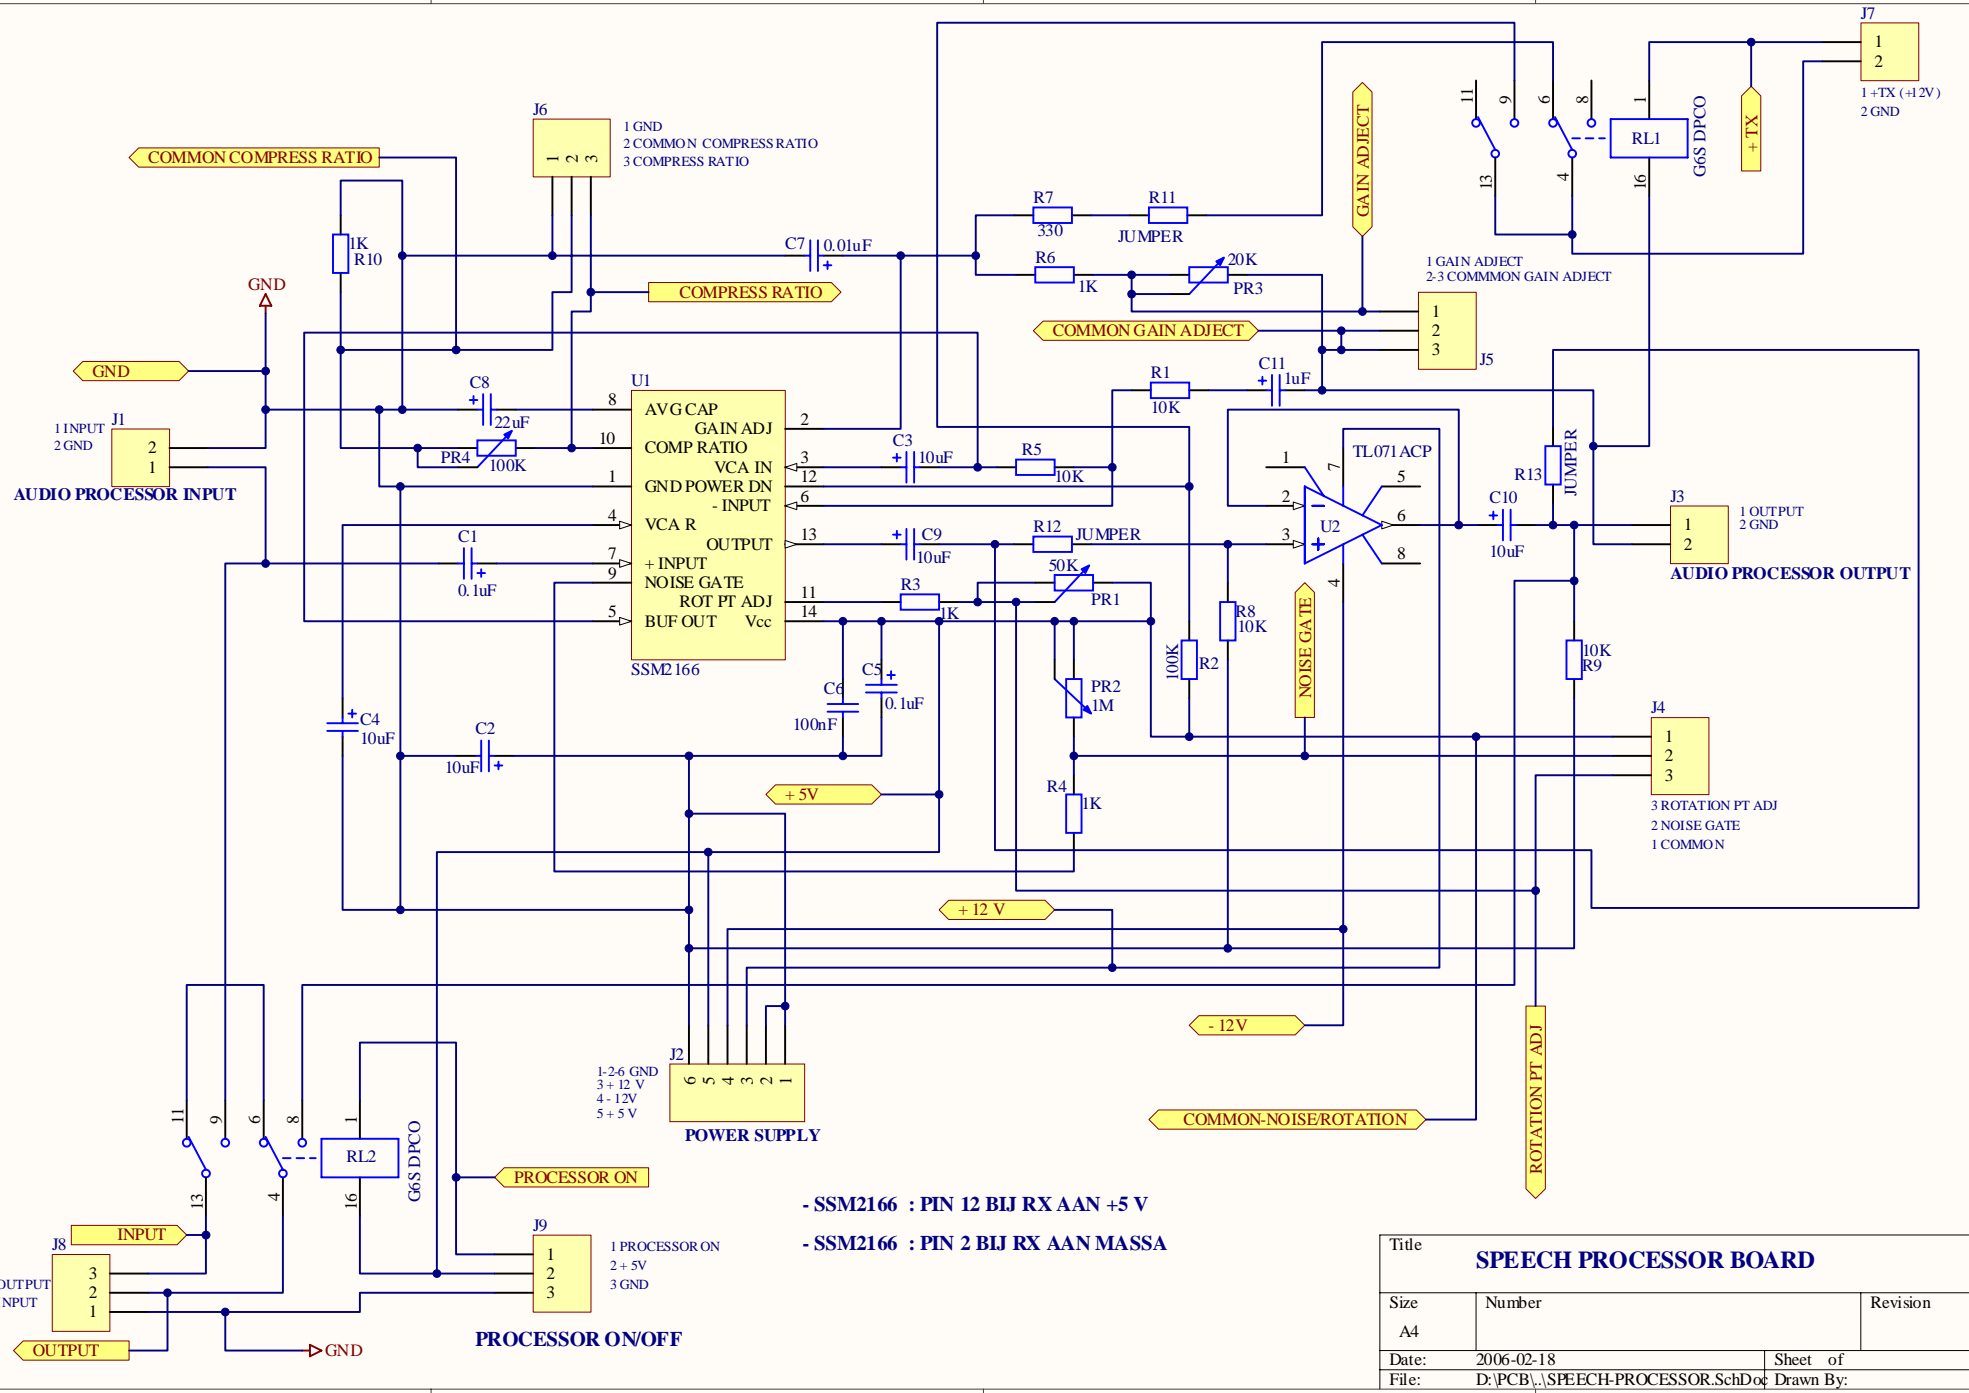 J7
1
2
1 +TX (+12V)
2 GND
11
9
6
8
1
RL1
G6S DPCO
+ TX
13
4
16
GAIN ADJECT
J6
1
2
3
1 GND
2 COMMON COMPRESS RATIO
3 COMPRESS RATIO
COMMON COMPRESS RATIO
1K
R10
C7
0.01uF
+
R7
330
R11
JUMPER
R6
1K
20K
PR3
1 GAIN ADJECT
2-3 COMMMON GAIN ADJECT
COMPRESS RATIO
GND
COMMON GAIN ADJECT
1
2
3
J5
GND
J1
1 INPUT
2 GND
2
1
AUDIO PROCESSOR INPUT
C8
+
22uF
PR4
100K
U1
8
AVG CAP
GAIN ADJ
2
10
COMP RATIO
VCA IN
3
1
GND
POWER DN
12
- INPUT
6
4
VCA R
OUTPUT
13
7
+ INPUT
9
NOISE GATE
ROT PT ADJ
11
5
BUF OUT
Vcc
14
SSM2166
C3
+
10uF
R5
10K
R1
10K
C11
+
1uF
TL071ACP
1
7
5
2
U2
6
3
8
4
R13
JUMPER
C10
+
10uF
J3
1
2
1 OUTPUT
2 GND
AUDIO PROCESSOR OUTPUT
C1
+
0.1uF
C9
+
10uF
R12
JUMPER
50K
PR1
R3
1K
R8
10K
NOISE GATE
10K
R9
100K
R2
PR2
1M
C6
100nF
C5
+
0.1uF
C4
+
10uF
C2
10uF
+
R4
1K
+ 5V
J4
1
2
3
3 ROTATION PT ADJ
2 NOISE GATE
1 COMMON
+ 12 V
- 12V
ROTATION PT ADJ
COMMON-NOISE/ROTATION
J2
6
5
4
3
2
1
1-2-6 GND
3 + 12 V
4 - 12V
5 + 5 V
POWER SUPPLY
11
9
6
8
1
RL2
G6S DPCO
13
4
16
PROCESSOR ON
INPUT
J8
OUTPUT
3
2
1
OUTPUT
GND
J9
1
2
3
1 PROCESSOR ON
2 + 5V
3 GND
PROCESSOR ON/OFF
- SSM2166 : PIN 12 BIJ RX AAN +5 V
- SSM2166 : PIN 2 BIJ RX AAN MASSA
Title
SPEECH PROCESSOR BOARD
Size
A4
Number
Revision
Date:
2006-02-18
Sheet of
File:
D:\PCB\..\SPEECH-PROCESSOR.SchDoc
Drawn By: